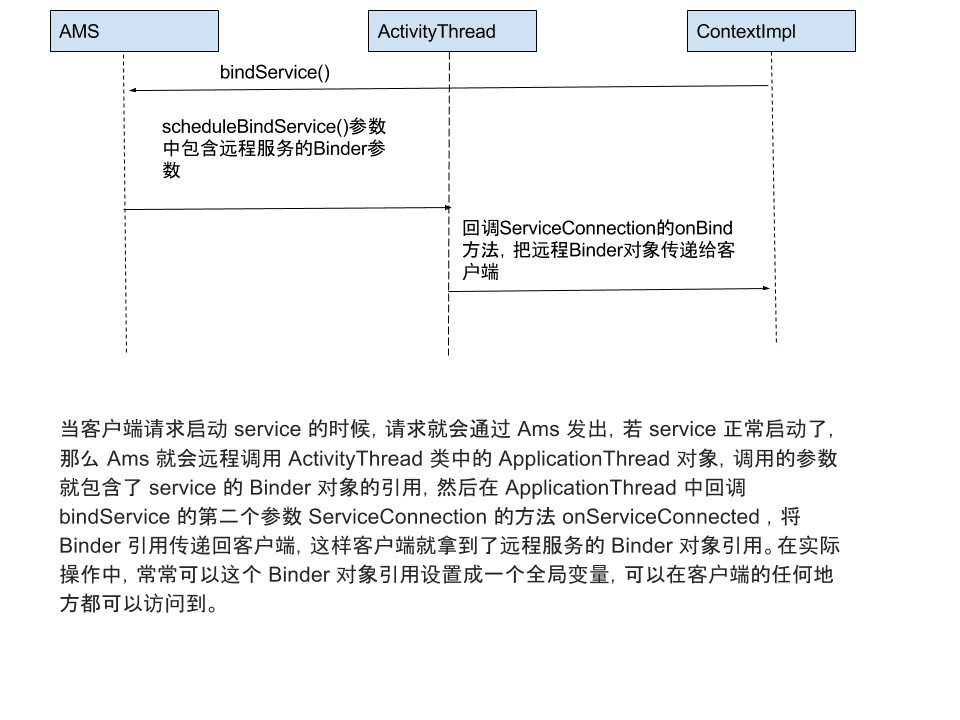 AMS
ActivityThread
ContextImpl
bindService()
scheduleBindService()参数
中包含远程服务的Binder参
数
回调ServiceConnection的onBind
方法，把远程Binder对象传递给客
户端
当客户端请求启动 service 的时候，请求就会通过 Ams 发出，若 service 正常启动了，
那么 Ams 就会远程调用 ActivityThread 类中的 ApplicationThread 对象，调用的参数
就包含了 service 的 Binder 对象的引用，然后在 ApplicationThread 中回调
bindService 的第二个参数 ServiceConnection 的方法 onServiceConnected ，将
Binder 引用传递回客户端，这样客户端就拿到了远程服务的 Binder 对象引用。在实际
操作中，常常可以这个 Binder 对象引用设置成一个全局变量，可以在客户端的任何地
方都可以访问到。